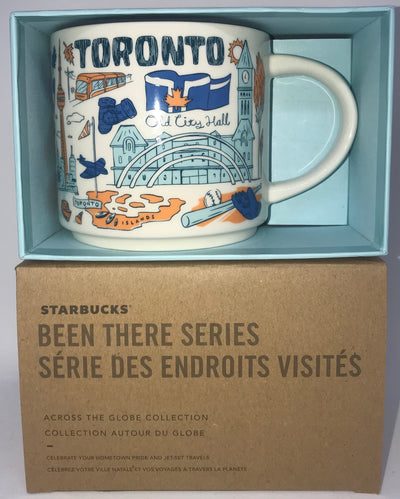 TORONTO
Old City Hall
TORONTO
ISLANDS
STARBUCKS®
BEEN THERE SERIES
SÉRIE DES ENDROITS VISITÉS
ACROSS THE GLOBE COLLECTION
COLLECTION AUTOUR DU GLOBE
CELEBRATE YOUR HOMETOWN PRIDE AND JET-SET TRAVELS
CÉLÉBREZ VOTRE VILLE NATALE ET VOS VOYAGES À TRAVERS LA PLANÈTE